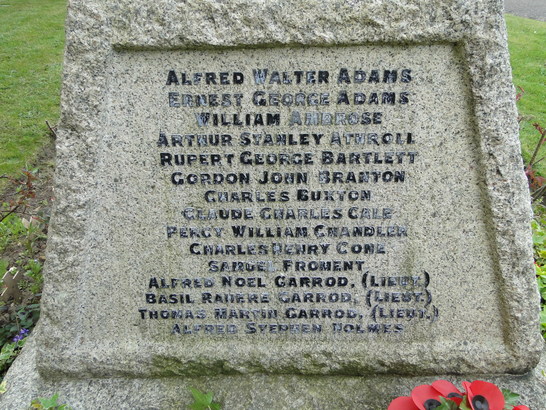 ALFRED WALTER ADAMS
ERNEST GEORGE ADAMS
WILLIAM AMBROSE
ARTHUR STANLEY ATHROLL
RUPERT GEORGE BARTLETT
GORDON JOHN BRANTON
CHARLES BUXTON
CLAUDE CHARLES CALE
PERCY WILLIAM CHANDLER
CHARLES HENRY CONE
SAMUEL FROMENT
ALFRED NOEL GARROD, (LIEUT.)
BASIL RAHERE GARROD, (LIEUT.)
THOMAS MARTIN GARROD, (LIEUT.)
ALFRED STEPHEN HOLMES